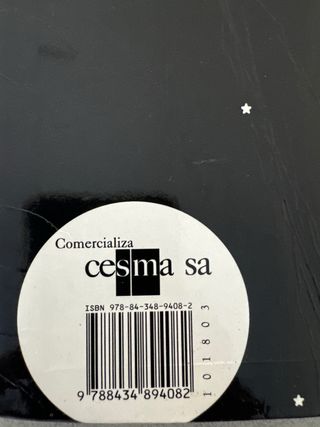 Comercializa
cesma sa
ISBN 978-84-348-9408-2
9 788434 894082
101803